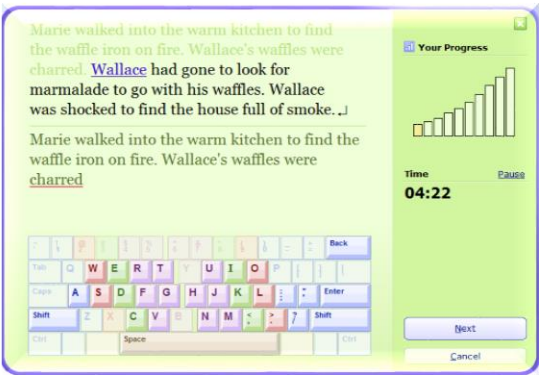 Marie walked into the warm kitchen to find
the waffle iron on fire. Wallace's waffles were
charred. Wallace had gone to look for
marmalade to go with his waffles. Wallace
was shocked to find the house full of smoke.
Marie walked into the warm kitchen to find the
waffle iron on fire. Wallace's waffles were
charred
Your Progress
Time Pause
04:22
Back
Tab Q W E R T Y U I O P
Caps A S D F G H J K L ; Enter
Shift Z X C V B N M < > ? Shift
Ctrl Space Ctrl
Next
Cancel